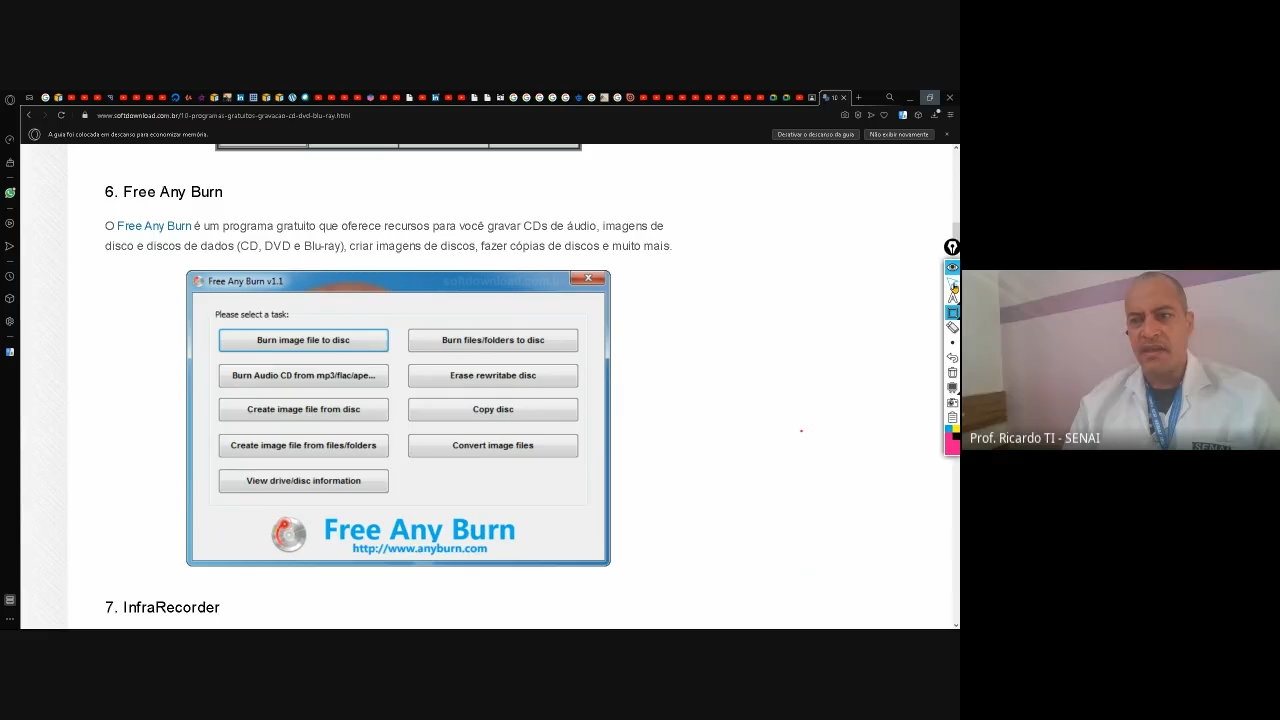 10
www.softdownload.com.br/10-programas-gratuitos-gravacao-cd-dvd-blu-ray.html
A guia foi colocada em descanso para economizar memória.
Desativar o descanso da guia
Não exibir novamente
6. Free Any Burn
O Free Any Burn é um programa gratuito que oferece recursos para você gravar CDs de áudio, imagens de
disco e discos de dados (CD, DVD e Blu-ray), criar imagens de discos, fazer cópias de discos e muito mais.
Free Any Burn v1.1
softdownload.com.br
Please select a task:
Burn image file to disc
Burn files/folders to disc
Burn Audio CD from mp3/flac/ape...
Erase rewritabe disc
Create image file from disc
Copy disc
Create image file from files/folders
Convert image files
View drive/disc information
Free Any Burn
http://www.anyburn.com
7. InfraRecorder
Prof. Ricardo TI - SENAI
SENAI